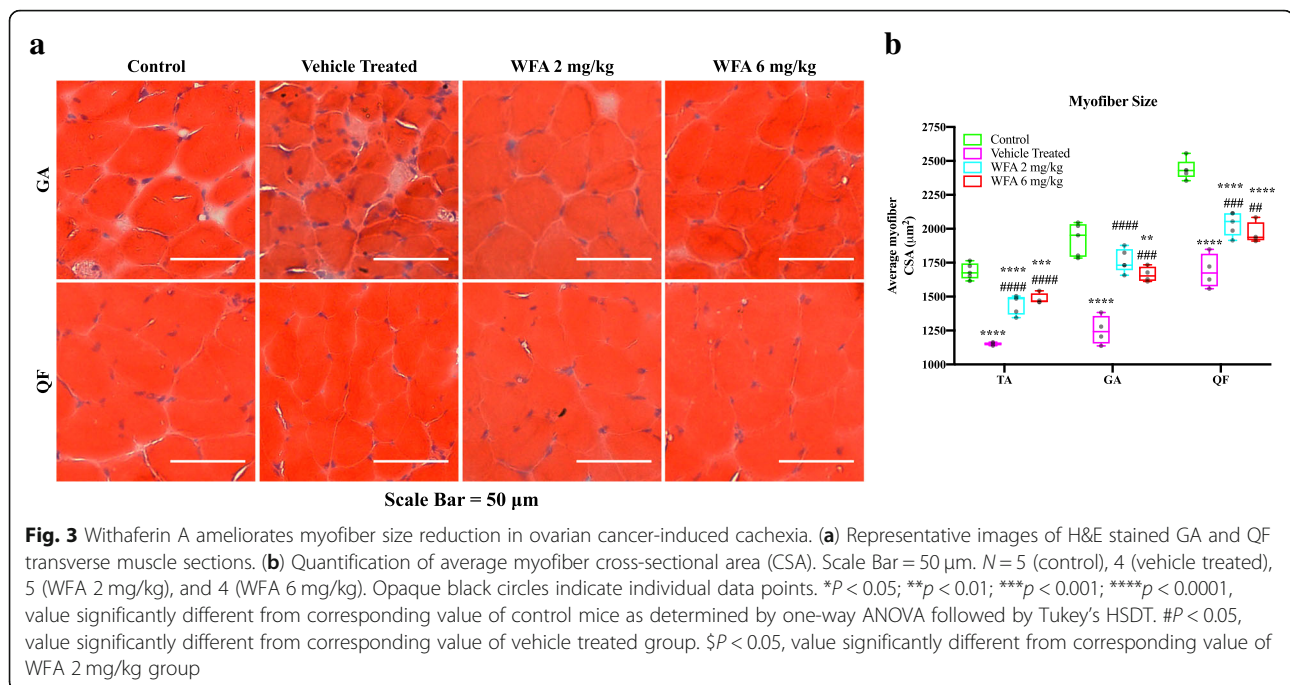 a
Control
Vehicle Treated
WFA 2 mg/kg
WFA 6 mg/kg
GA
QF
Scale Bar = 50 µm
b
Myofiber Size
Average myofiber
CSA (µm²)
2750
2500
2250
2000
1750
1500
1250
1000
Control
Vehicle Treated
WFA 2 mg/kg
WFA 6 mg/kg
****
****
####
***
####
****
####
**
###
****
****
###
****
##
TA
GA
QF
Fig. 3 Withaferin A ameliorates myofiber size reduction in ovarian cancer-induced cachexia. (a) Representative images of H&E stained GA and QF
transverse muscle sections. (b) Quantification of average myofiber cross-sectional area (CSA). Scale Bar = 50 µm. N = 5 (control), 4 (vehicle treated),
5 (WFA 2 mg/kg), and 4 (WFA 6 mg/kg). Opaque black circles indicate individual data points. *P < 0.05; **p < 0.01; ***p < 0.001; ****p < 0.0001,
value significantly different from corresponding value of control mice as determined by one-way ANOVA followed by Tukey's HSDT. #P < 0.05,
value significantly different from corresponding value of vehicle treated group. $P < 0.05, value significantly different from corresponding value of
WFA 2 mg/kg group